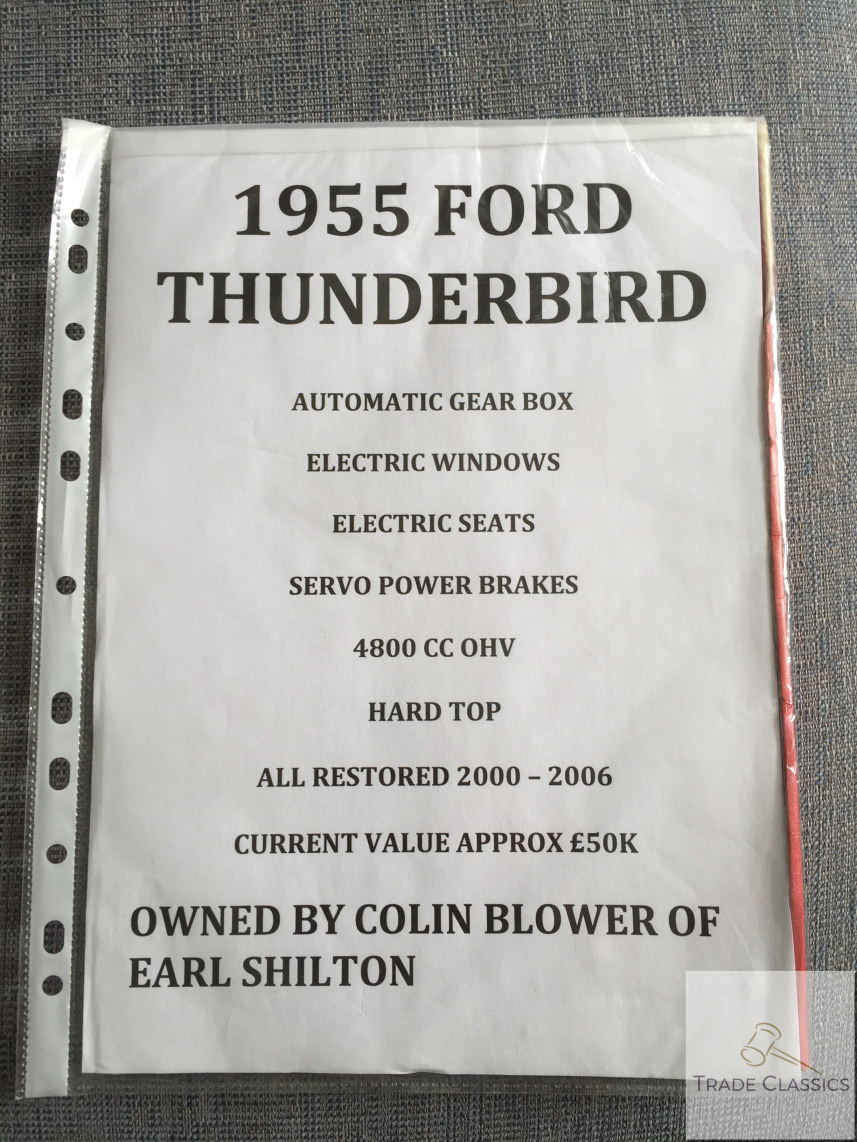 1955 FORD
THUNDERBIRD
AUTOMATIC GEAR BOX
ELECTRIC WINDOWS
ELECTRIC SEATS
SERVO POWER BRAKES
4800 CC OHV
HARD TOP
ALL RESTORED 2000 – 2006
CURRENT VALUE APPROX £50K
OWNED BY COLIN BLOWER OF
EARL SHILTON
TRADE CLASSICS